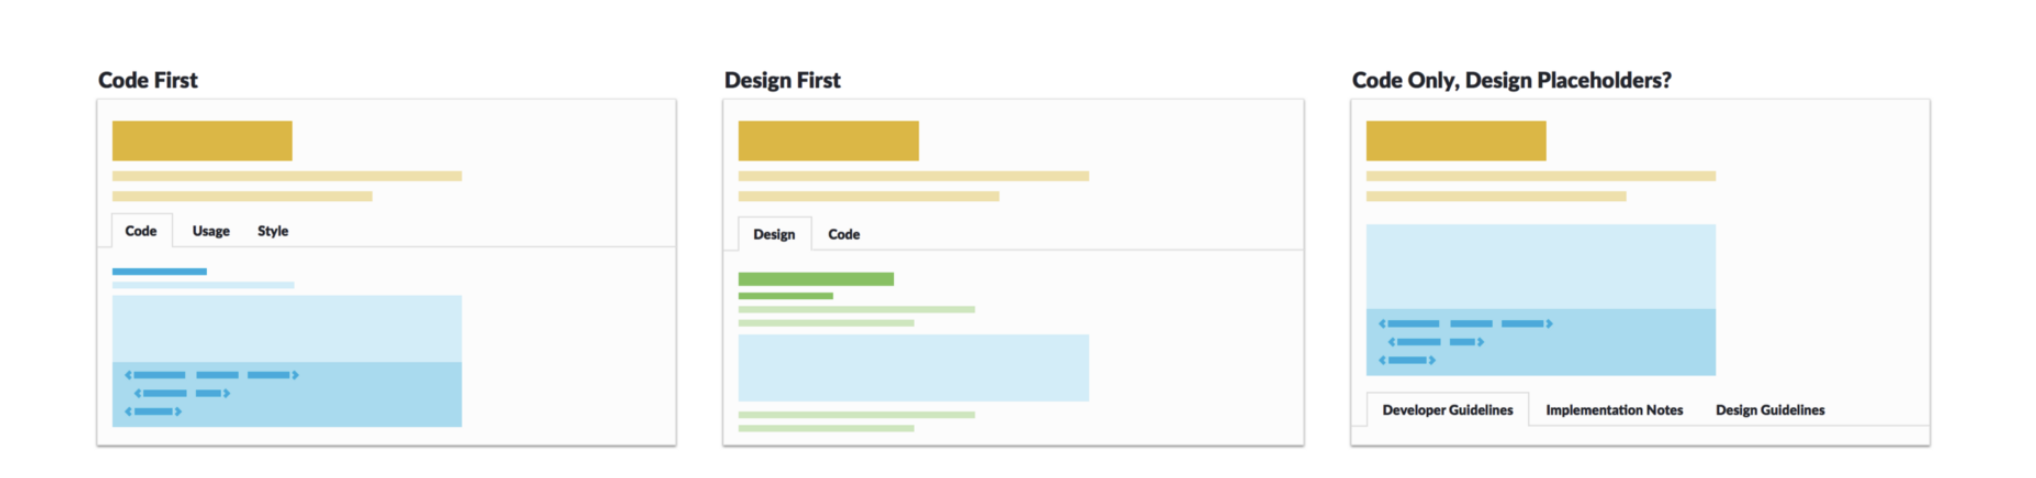 Code First
Code Usage Style
Design First
Design Code
Code Only, Design Placeholders?
Developer Guidelines Implementation Notes Design Guidelines